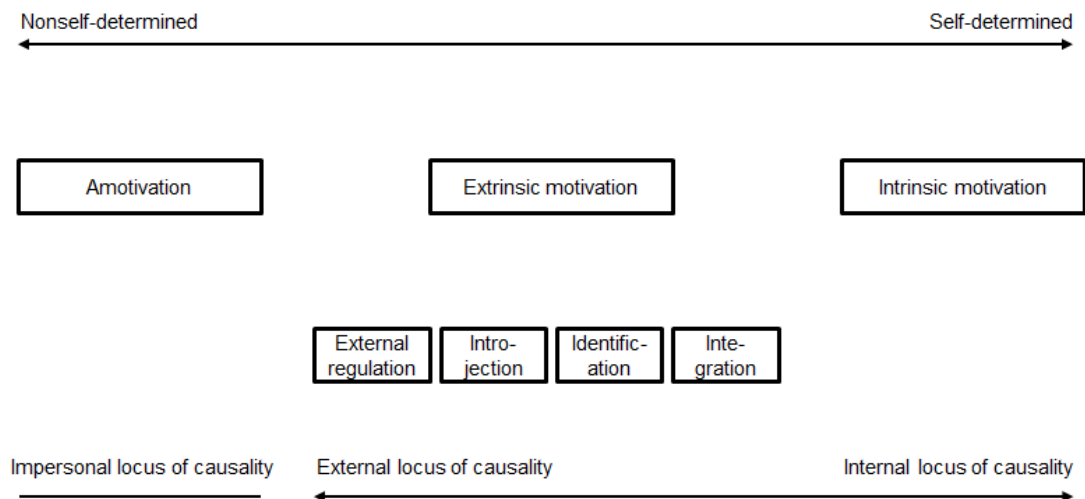 Nonself-determined
Self-determined
Amotivation
Extrinsic motivation
Intrinsic motivation
External
regulation
Intro-
jection
Identific-
ation
Inte-
gration
Impersonal locus of causality
External locus of causality
Internal locus of causality